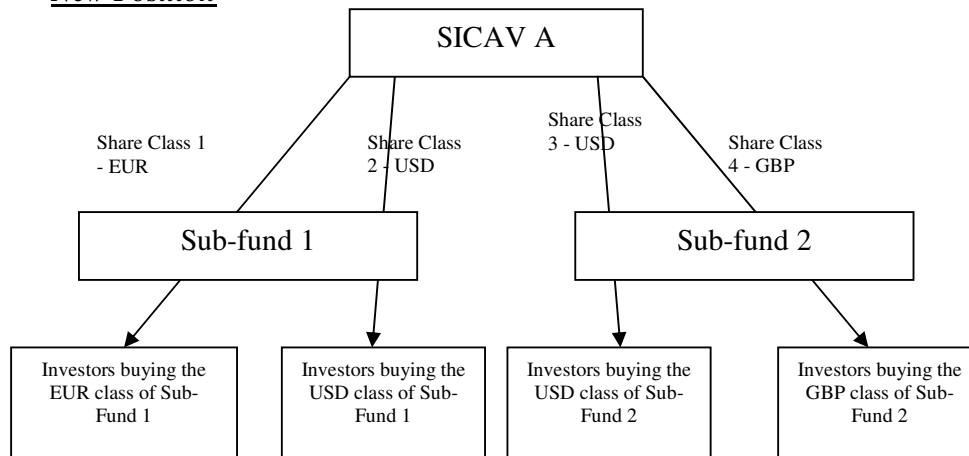 New Position
SICAV A
Share Class 1
- EUR
Share Class
2 - USD
Share Class
3 - USD
Share Class
4 - GBP
Sub-fund 1
Sub-fund 2
Investors buying the
EUR class of Sub-
Fund 1
Investors buying the
USD class of Sub-
Fund 1
Investors buying the
USD class of Sub-
Fund 2
Investors buying the
GBP class of Sub-
Fund 2